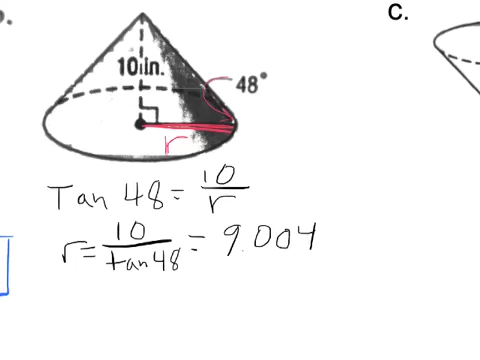 C.
10 in.
48°
r
Tan 48 = 10/r
r = 10/tan 48 = 9.004